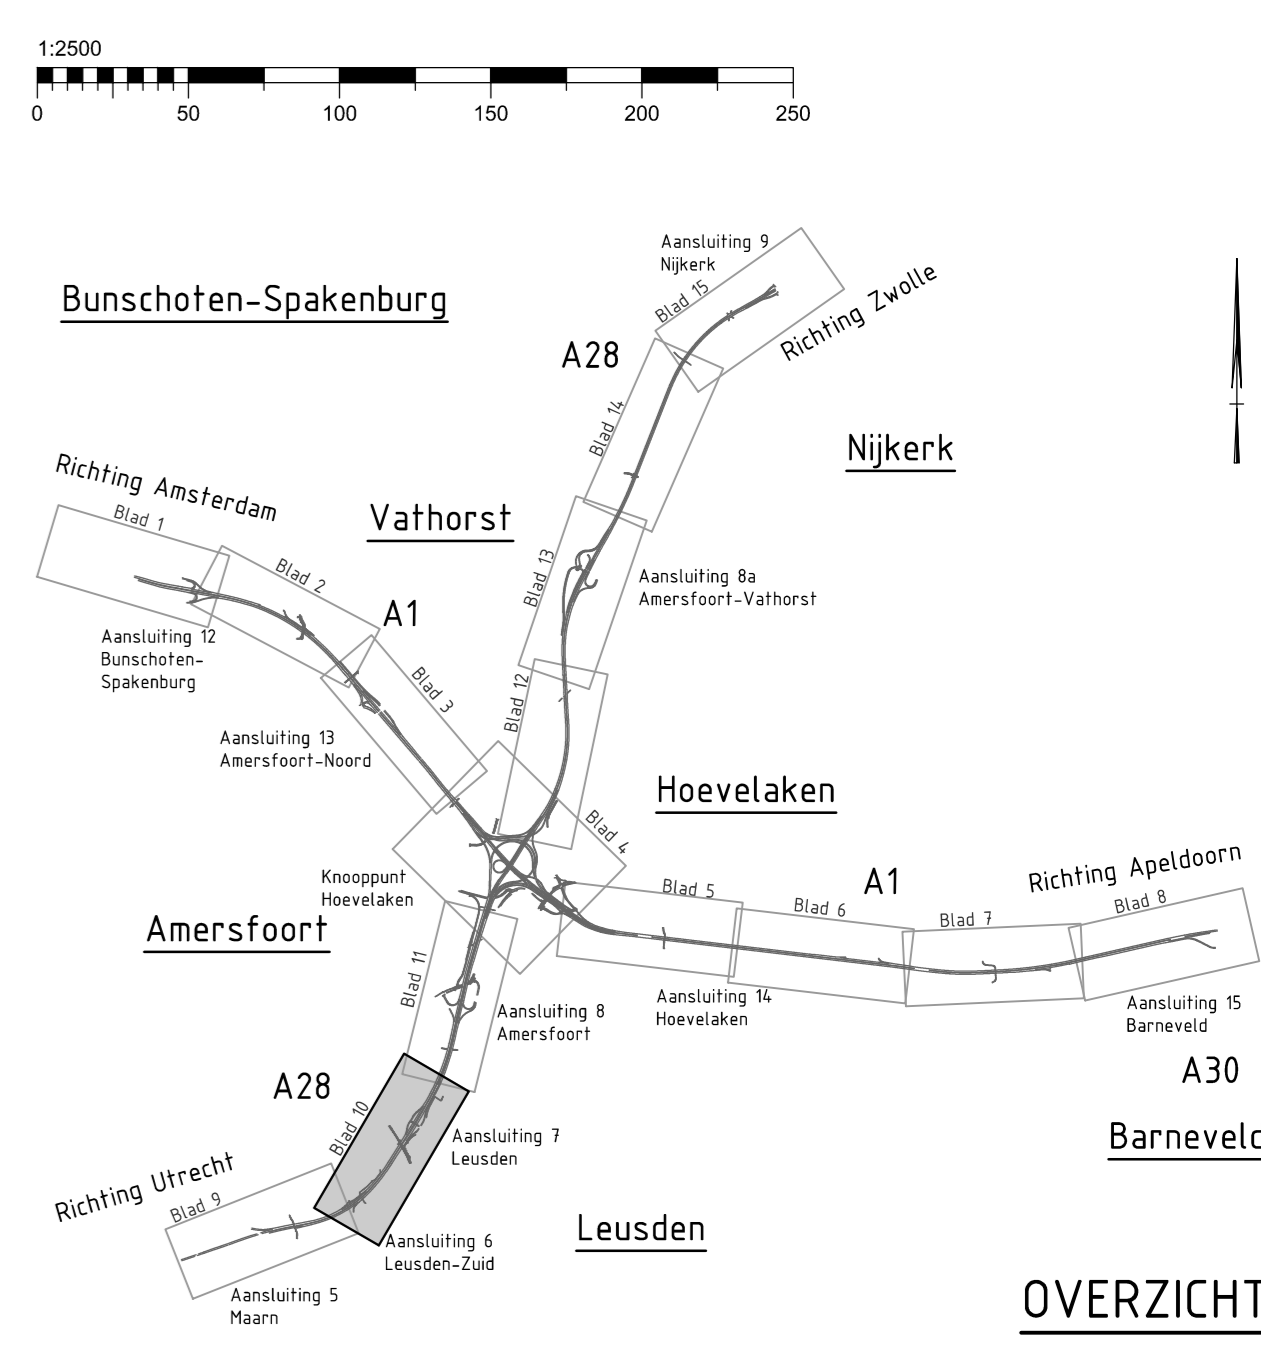 1:2500
0 50 100 150 200 250
Aansluiting 9
Nijkerk
Blad 15
Richting Zwolle
Bunschoten-Spakenburg
A28
Blad 14
Nijkerk
Richting Amsterdam
Blad 1
Vathorst
Blad 2
Blad 13
Aansluiting 8a
Amersfoort-Vathorst
A1
Aansluiting 12
Bunschoten-
Spakenburg
Blad 3
Blad 12
Aansluiting 13
Amersfoort-Noord
Hoevelaken
Blad 4
Knooppunt
Hoevelaken
Blad 5
A1
Richting Apeldoorn
Blad 6
Blad 7
Blad 8
Amersfoort
Blad 11
Aansluiting 8
Amersfoort
Aansluiting 14
Hoevelaken
Aansluiting 15
Barneveld
A30
A28
Blad 10
Aansluiting 7
Leusden
Barneveld
Richting Utrecht
Blad 9
Leusden
Aansluiting 6
Leusden-Zuid
Aansluiting 5
Maarn
OVERZICHT